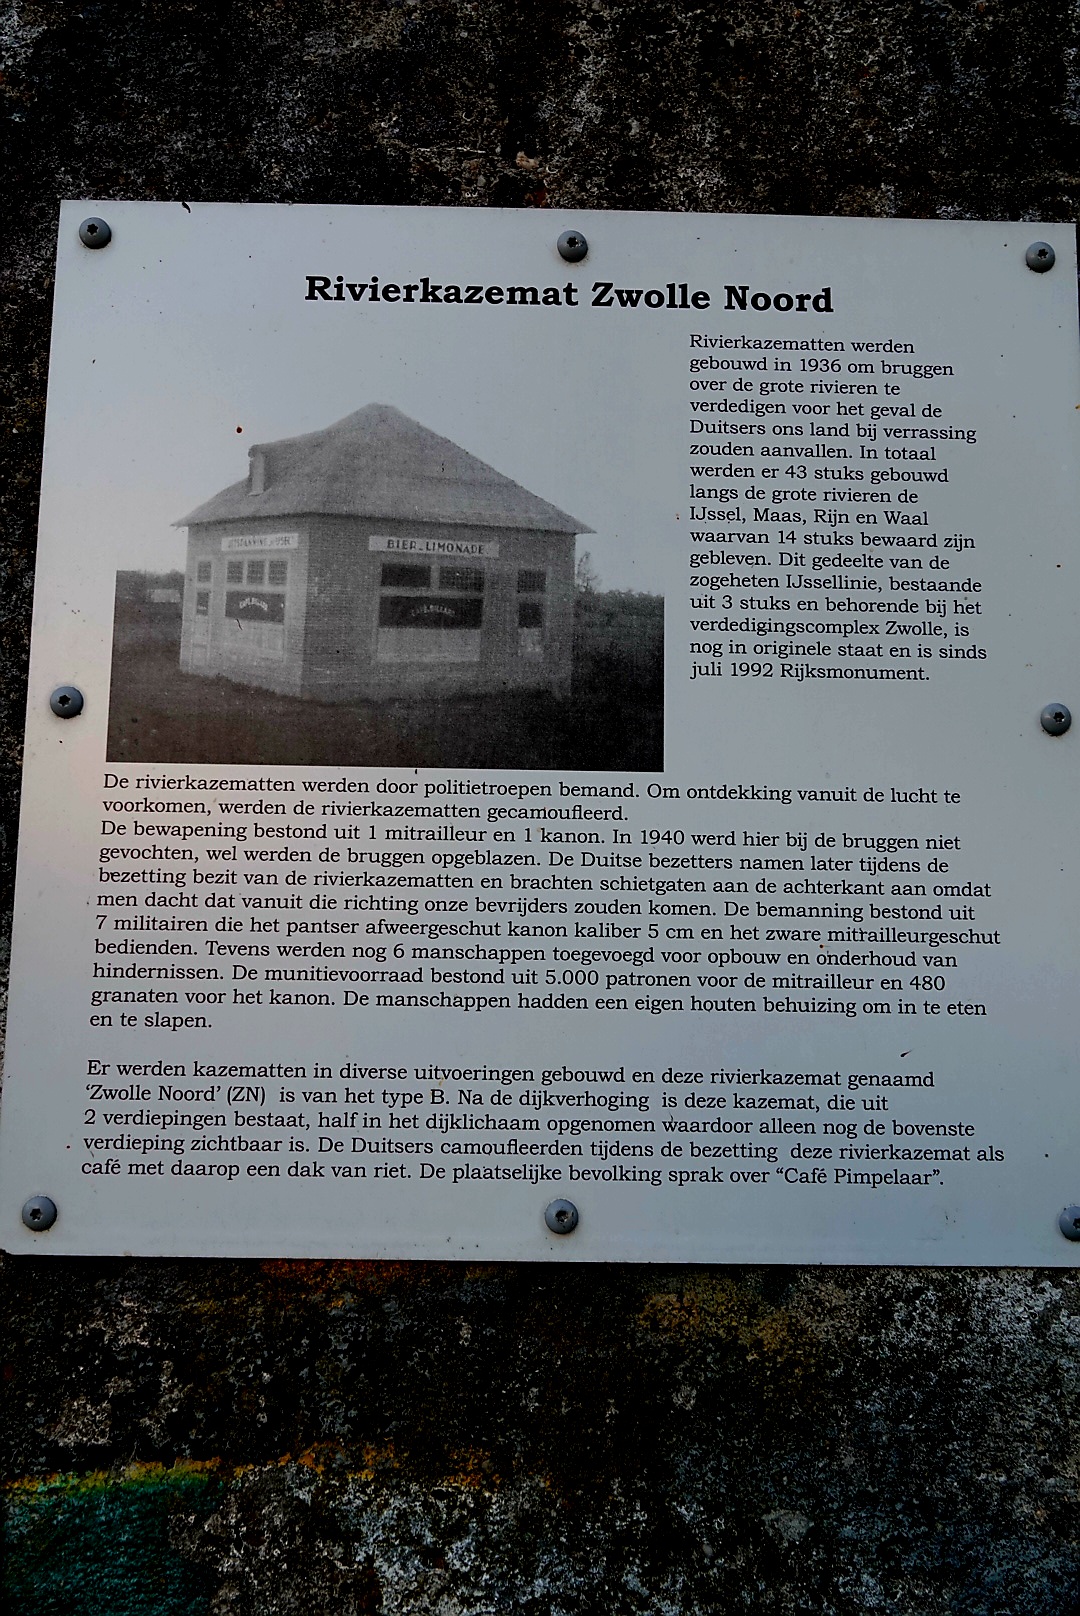 Rivierkazemat Zwolle Noord
Rivierkazematten werden
gebouwd in 1936 om bruggen
over de grote rivieren te
verdedigen voor het geval de
Duitsers ons land bij verrassing
zouden aanvallen. In totaal
werden er 43 stuks gebouwd
langs de grote rivieren de
IJssel, Maas, Rijn en Waal
waarvan 14 stuks bewaard zijn
gebleven. Dit gedeelte van de
zogeheten IJssellinie, bestaande
uit 3 stuks en behorende bij het
verdedigingscomplex Zwolle, is
nog in originele staat en is sinds
juli 1992 Rijksmonument.
BIER-LIMONADE
CAFÉ BILLART
De rivierkazematten werden door politietroepen bemand. Om ontdekking vanuit de lucht te
voorkomen, werden de rivierkazematten gecamoufleerd.
De bewapening bestond uit 1 mitrailleur en 1 kanon. In 1940 werd hier bij de bruggen niet
gevochten, wel werden de bruggen opgeblazen. De Duitse bezetters namen later tijdens de
bezetting bezit van de rivierkazematten en brachten schietgaten aan de achterkant aan omdat
men dacht dat vanuit die richting onze bevrijders zouden komen. De bemanning bestond uit
7 militairen die het pantser afweergeschut kanon kaliber 5 cm en het zware mitrailleurgeschut
bedienden. Tevens werden nog 6 manschappen toegevoegd voor opbouw en onderhoud van
hindernissen. De munitievoorraad bestond uit 5.000 patronen voor de mitrailleur en 480
granaten voor het kanon. De manschappen hadden een eigen houten behuizing om in te eten
en te slapen.
Er werden kazematten in diverse uitvoeringen gebouwd en deze rivierkazemat genaamd
‘Zwolle Noord’ (ZN) is van het type B. Na de dijkverhoging is deze kazemat, die uit
2 verdiepingen bestaat, half in het dijklichaam opgenomen waardoor alleen nog de bovenste
verdieping zichtbaar is. De Duitsers camoufleerden tijdens de bezetting deze rivierkazemat als
café met daarop een dak van riet. De plaatselijke bevolking sprak over “Café Pimpelaar”.